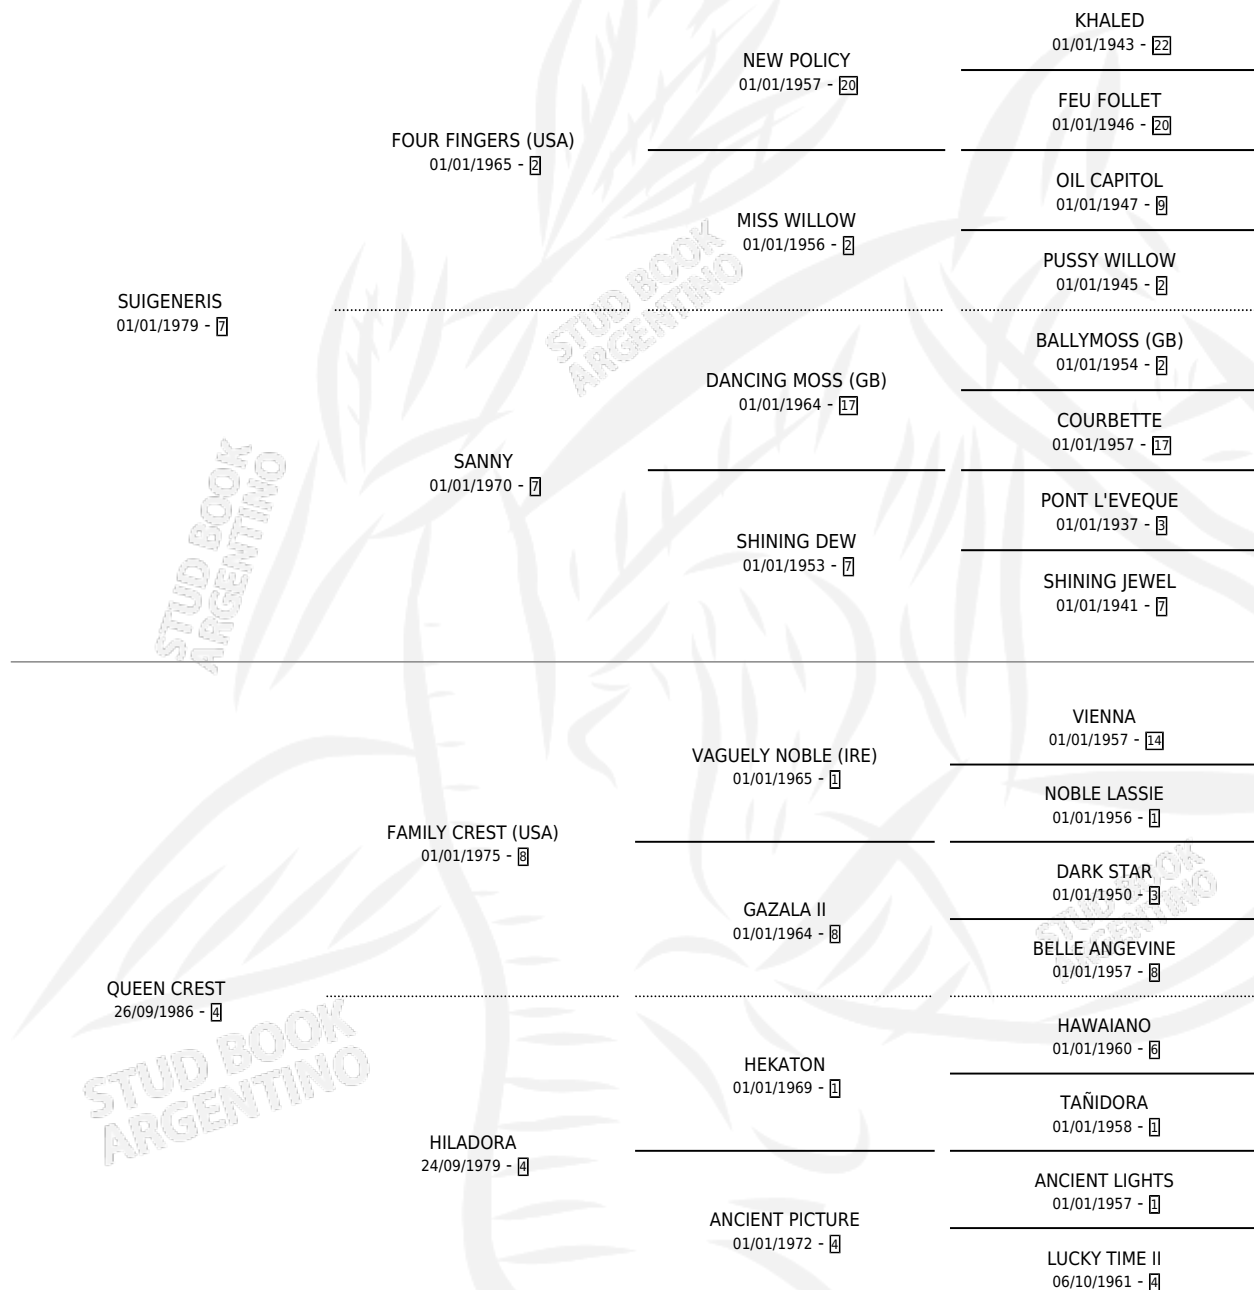 KHALED
01/01/1943 - 22
NEW POLICY
01/01/1957 - 20
FEU FOLLET
01/01/1946 - 20
FOUR FINGERS (USA)
01/01/1965 - 2
OIL CAPITOL
01/01/1947 - 9
MISS WILLOW
01/01/1956 - 2
PUSSY WILLOW
01/01/1945 - 2
STUD BOOK
ARGENTINO
SUIGENERIS
01/01/1979 - 7
BALLYMOSS (GB)
01/01/1954 - 2
DANCING MOSS (GB)
01/01/1964 - 17
COURBETTE
01/01/1957 - 17
SANNY
01/01/1970 - 7
PONT L'EVEQUE
01/01/1937 - 3
SHINING DEW
01/01/1953 - 7
SHINING JEWEL
01/01/1941 - 7
STUD BOOK
ARGENTINO
VIENNA
01/01/1957 - 14
VAGUELY NOBLE (IRE)
01/01/1965 - 1
NOBLE LASSIE
01/01/1956 - 1
FAMILY CREST (USA)
01/01/1975 - 8
DARK STAR
01/01/1950 - 3
GAZALA II
01/01/1964 - 8
BELLE ANGEVINE
01/01/1957 - 8
STUD BOOK
ARGENTINO
QUEEN CREST
26/09/1986 - 4
HAWAIANO
01/01/1960 - 6
HEKATON
01/01/1969 - 1
TAÑIDORA
01/01/1958 - 1
STUD BOOK
ARGENTINO
HILADORA
24/09/1979 - 4
ANCIENT LIGHTS
01/01/1957 - 1
ANCIENT PICTURE
01/01/1972 - 4
LUCKY TIME II
06/10/1961 - 4